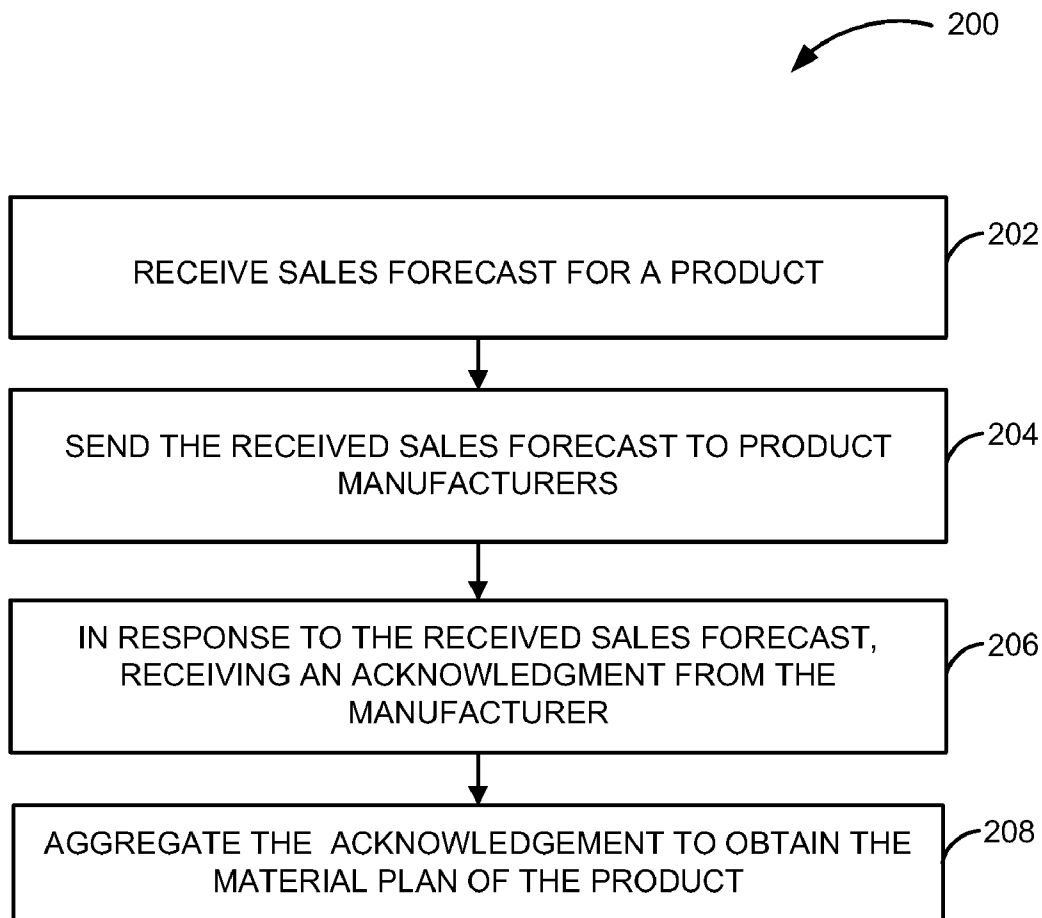 200
RECEIVE SALES FORECAST FOR A PRODUCT
202
SEND THE RECEIVED SALES FORECAST TO PRODUCT
MANUFACTURERS
204
IN RESPONSE TO THE RECEIVED SALES FORECAST,
RECEIVING AN ACKNOWLEDGMENT FROM THE
MANUFACTURER
206
AGGREGATE THE ACKNOWLEDGEMENT TO OBTAIN THE
MATERIAL PLAN OF THE PRODUCT
208